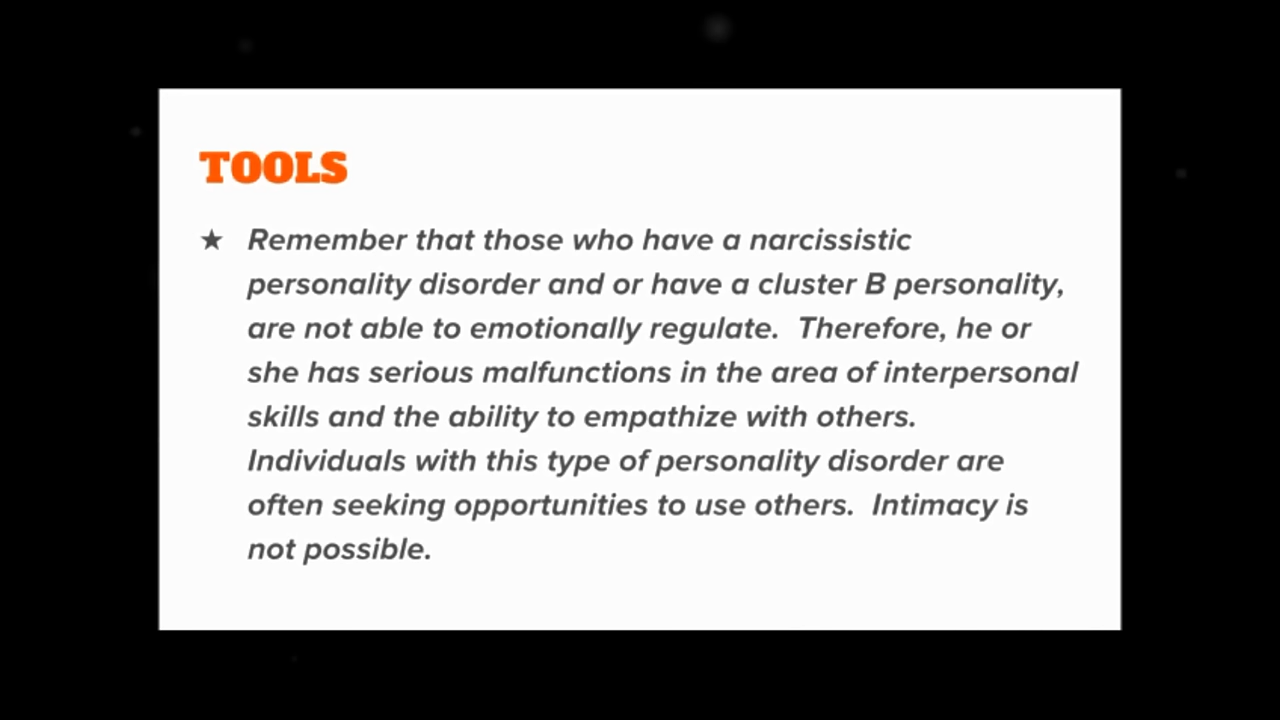 TOOLS
★ Remember that those who have a narcissistic
personality disorder and or have a cluster B personality,
are not able to emotionally regulate.  Therefore, he or
she has serious malfunctions in the area of interpersonal
skills and the ability to empathize with others.
Individuals with this type of personality disorder are
often seeking opportunities to use others.  Intimacy is
not possible.